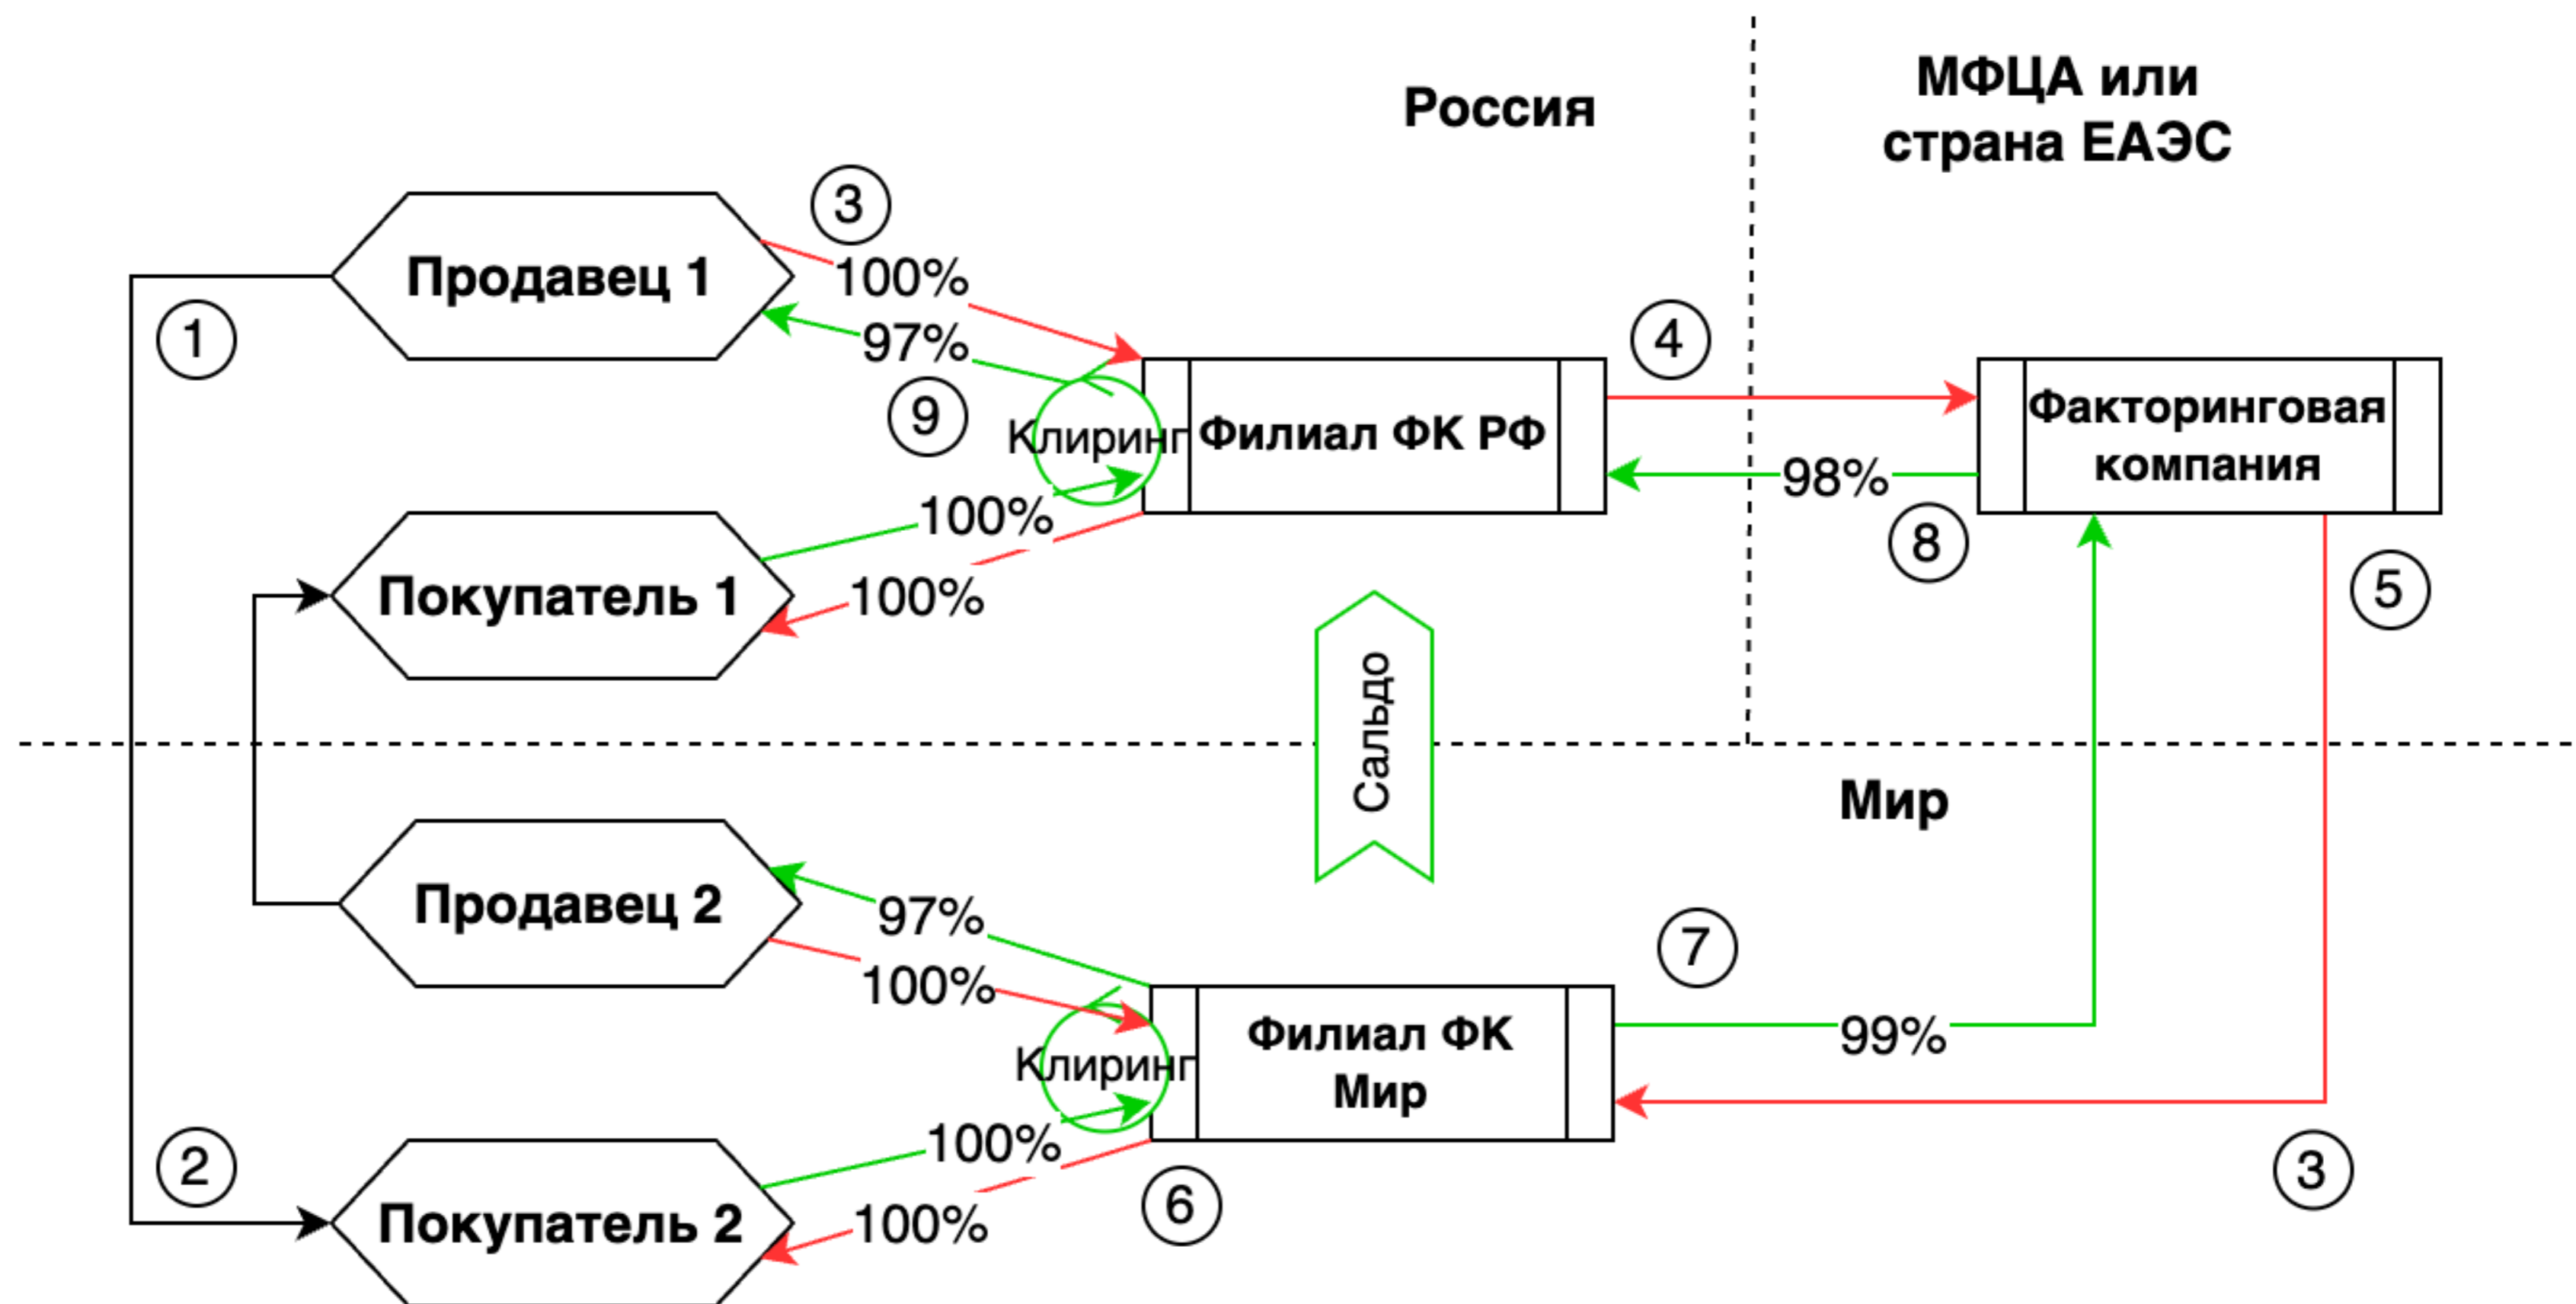 Россия
МФЦА или
страна ЕАЭС
3
Продавец 1
100%
1
97%
4
9
Клиринг
Филиал ФК РФ
Факторинговая
компания
98%
100%
8
5
Покупатель 1
100%
Сальдо
Мир
Продавец 2
97%
7
100%
Клиринг
Филиал ФК
Мир
99%
100%
2
6
3
Покупатель 2
100%